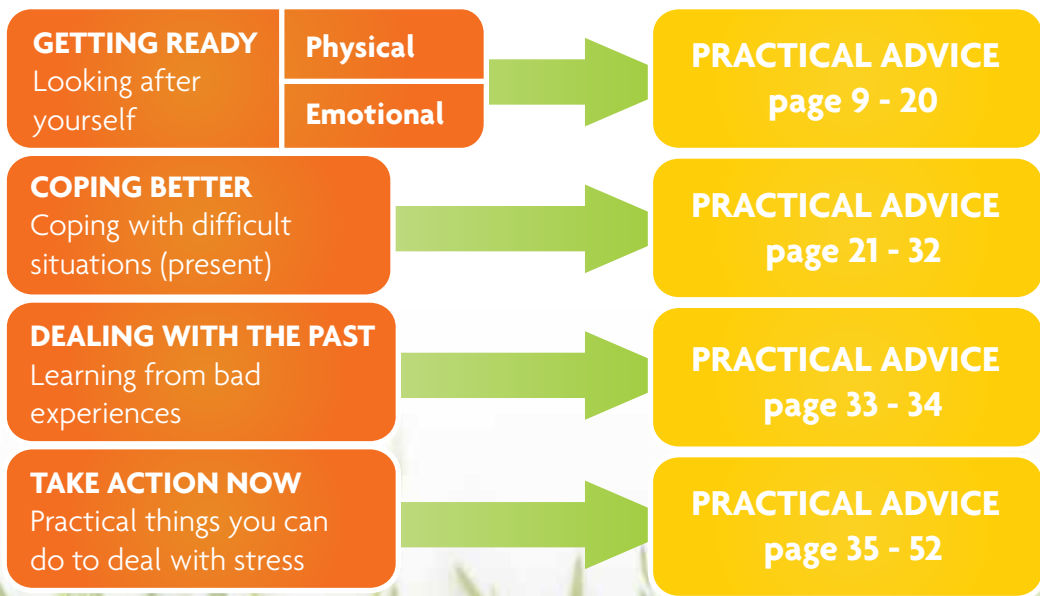 GETTING READY
Looking after
yourself
Physical
Emotional
PRACTICAL ADVICE
page 9 - 20
COPING BETTER
Coping with difficult
situations (present)
PRACTICAL ADVICE
page 21 - 32
DEALING WITH THE PAST
Learning from bad
experiences
PRACTICAL ADVICE
page 33 - 34
TAKE ACTION NOW
Practical things you can
do to deal with stress
PRACTICAL ADVICE
page 35 - 52